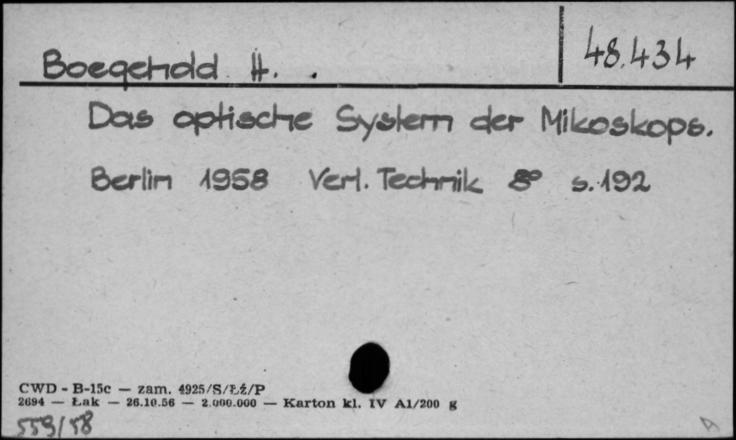 Boegehold H. .
48.434
Das optische System der Mikoskops.
Berlin 1958 Verl. Technik 8° s.192
CWD - B-15c — zam. 4925/S/Łź/P
2694 — Łak — 26.10.56 — 2.000.000 — Karton kl. IV A1/200 g
559/58